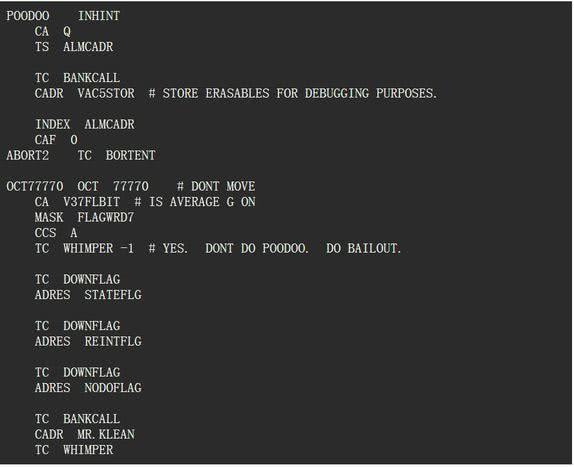 POODOO    INHINT
    CA  Q
    TS  ALMCADR

    TC  BANKCALL
    CADR  VAC5STOR  # STORE ERASABLES FOR DEBUGGING PURPOSES.

    INDEX  ALMCADR
    CAF  0
ABORT2    TC  BORTENT

OCT77770  OCT  77770    # DONT MOVE
    CA  V37FLBIT  # IS AVERAGE G ON
    MASK  FLAGWRD7
    CCS  A
    TC  WHIMPER -1  # YES.  DONT DO POODOO.  DO BAILOUT.

    TC  DOWNFLAG
    ADRES  STATEFLG

    TC  DOWNFLAG
    ADRES  REINTFLG

    TC  DOWNFLAG
    ADRES  NODOFLAG

    TC  BANKCALL
    CADR  MR.KLEAN
    TC  WHIMPER